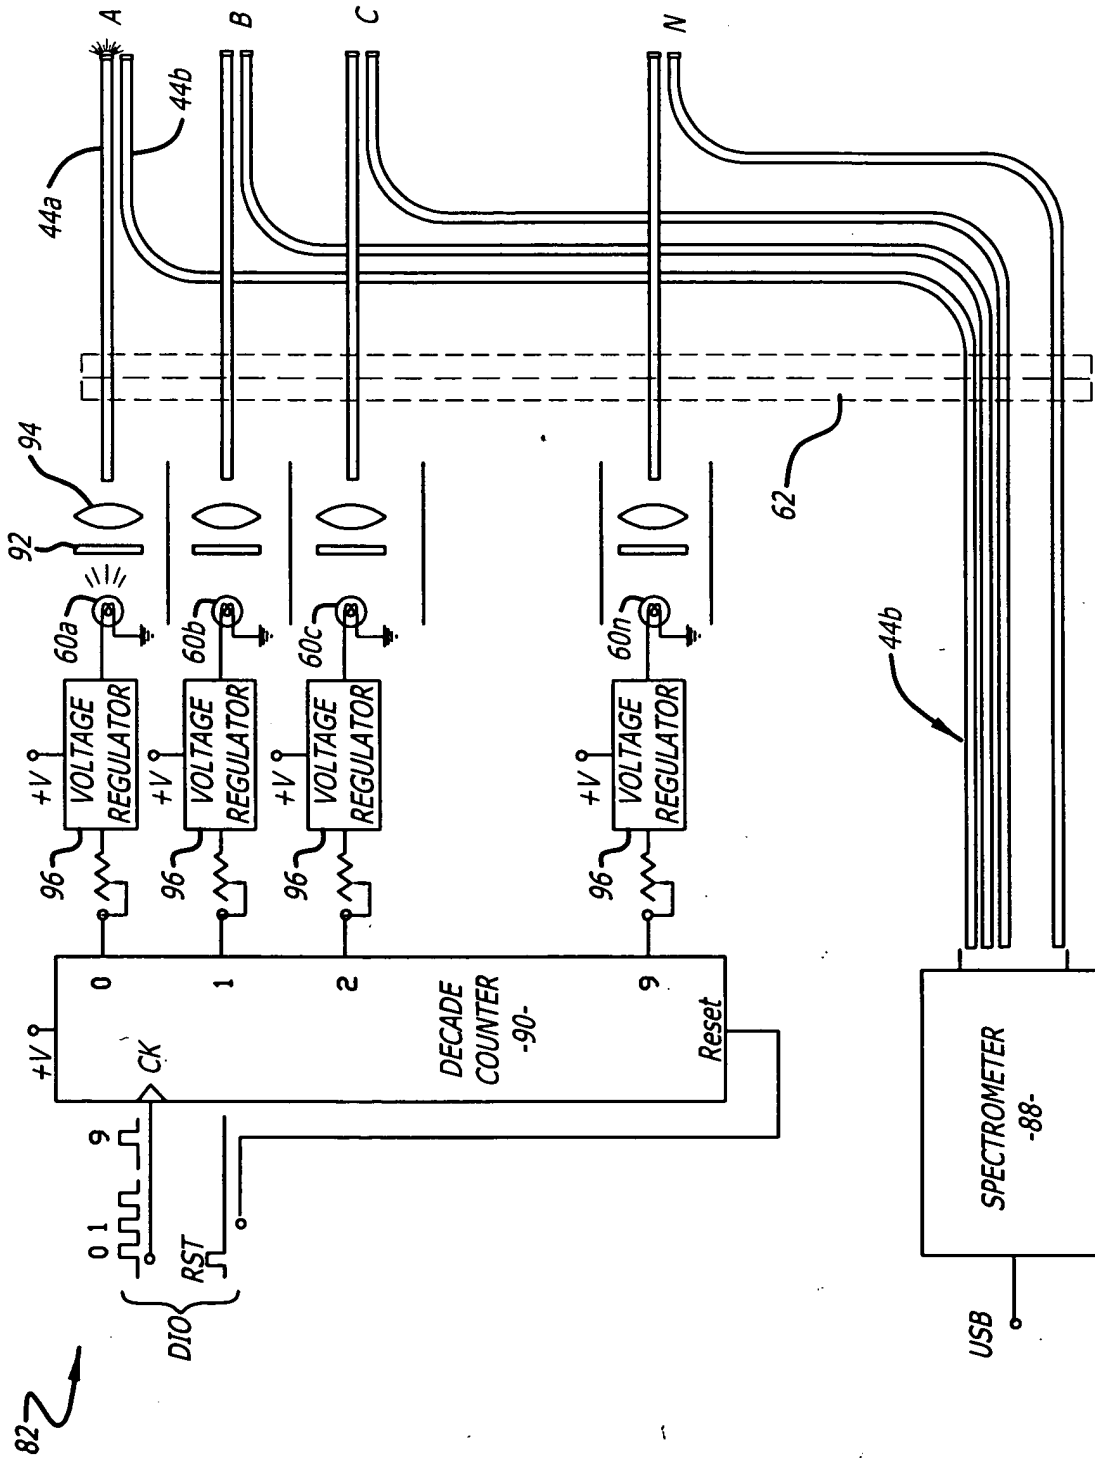 82
DIO
0 1 9
RST
+V
CK
0
1
2
9
DECADE
COUNTER
-90-
Reset
96
+V
VOLTAGE
REGULATOR
60a
92
94
44a
44b
A
96
+V
VOLTAGE
REGULATOR
60b
B
96
+V
VOLTAGE
REGULATOR
60c
C
96
+V
VOLTAGE
REGULATOR
60n
N
62
44b
USB
SPECTROMETER
-88-